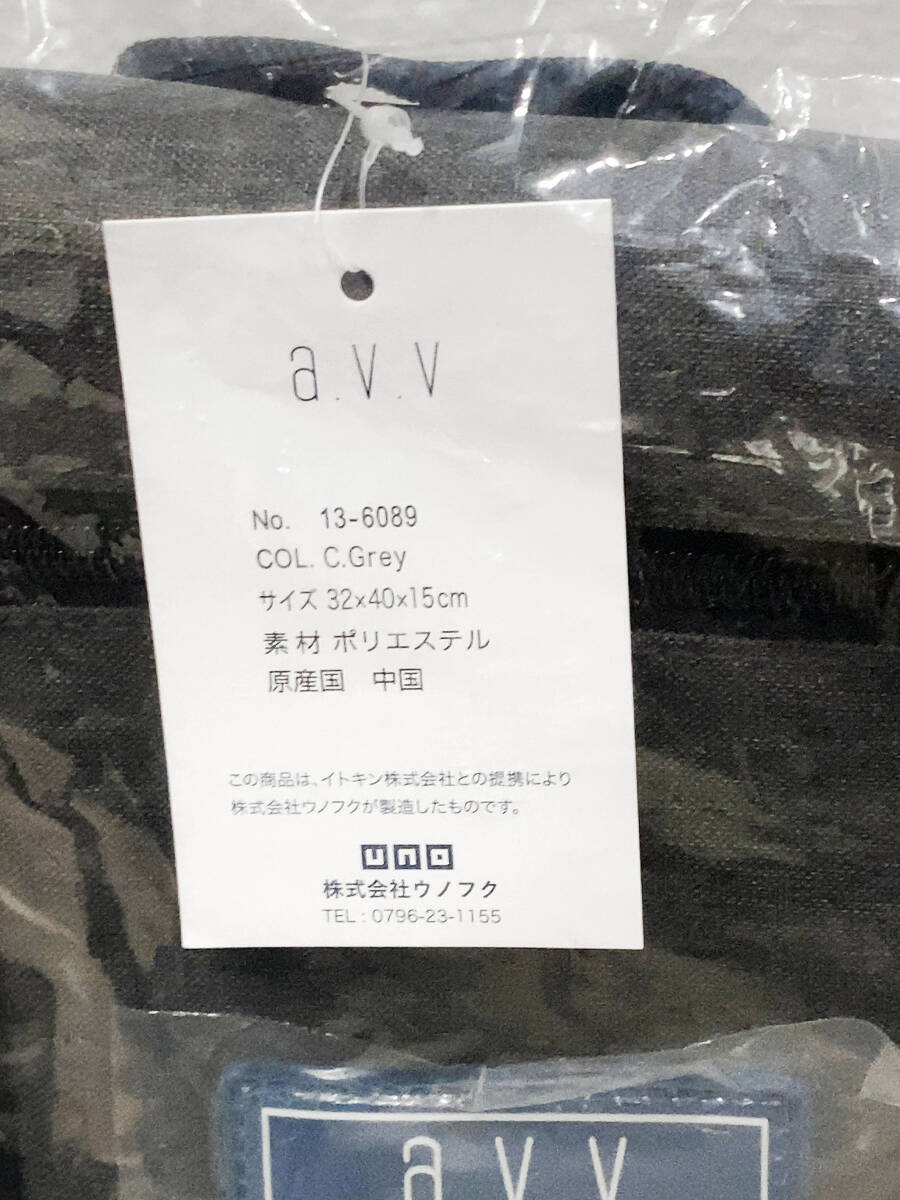 a.v.v
No. 13-6089
COL. C.Grey
サイズ 32×40×15cm
素材 ポリエステル
原産国 中国
この商品は、イトキン株式会社との提携により
株式会社ウノフクが製造したものです。
uno
株式会社ウノフク
TEL : 0796-23-1155
a v v